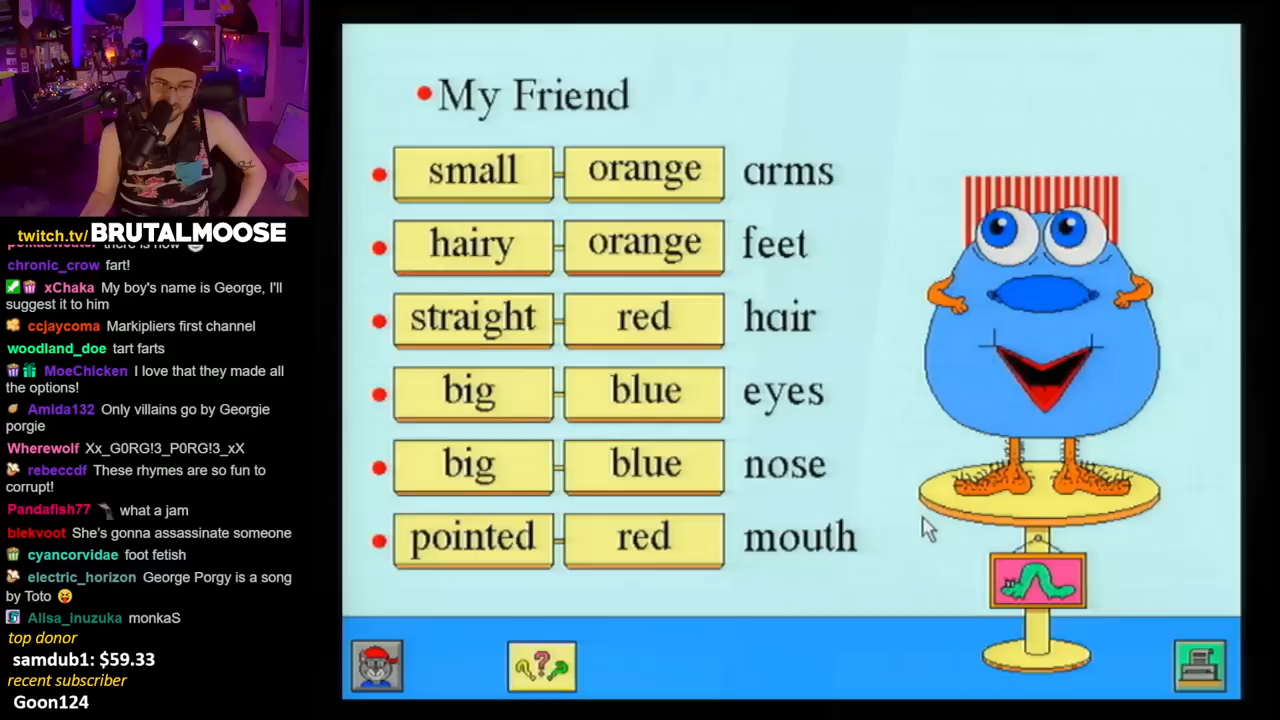 twitch.tv/BRUTALMOOSE
chronic_crow fart!
xChaka My boy's name is George, I'll
suggest it to him
ccjaycoma Markipliers first channel
woodland_doe tart farts
MoeChicken I love that they made all
the options!
Amida132 Only villains go by Georgie
porgie
Wherewolf Xx_G0RG!3_P0RG!3_xX
rebeccdf These rhymes are so fun to
corrupt!
Pandafish77 what a jam
blekvoot She's gonna assassinate someone
cyancorvidae foot fetish
electric_horizon George Porgy is a song
by Toto
Alisa_inuzuka monkaS
top donor
samdub1: $59.33
recent subscriber
Goon124
My Friend
small orange arms
hairy orange feet
straight red hair
big blue eyes
big blue nose
pointed red mouth
?